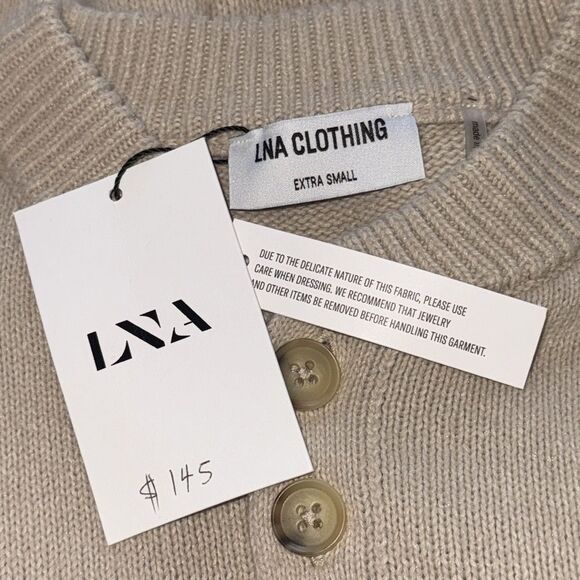 LNA CLOTHING
EXTRA SMALL
DUE TO THE DELICATE NATURE OF THIS FABRIC, PLEASE USE
CARE WHEN DRESSING. WE RECOMMEND THAT JEWELRY
AND OTHER ITEMS BE REMOVED BEFORE HANDLING THIS GARMENT.
LNA
$145
made